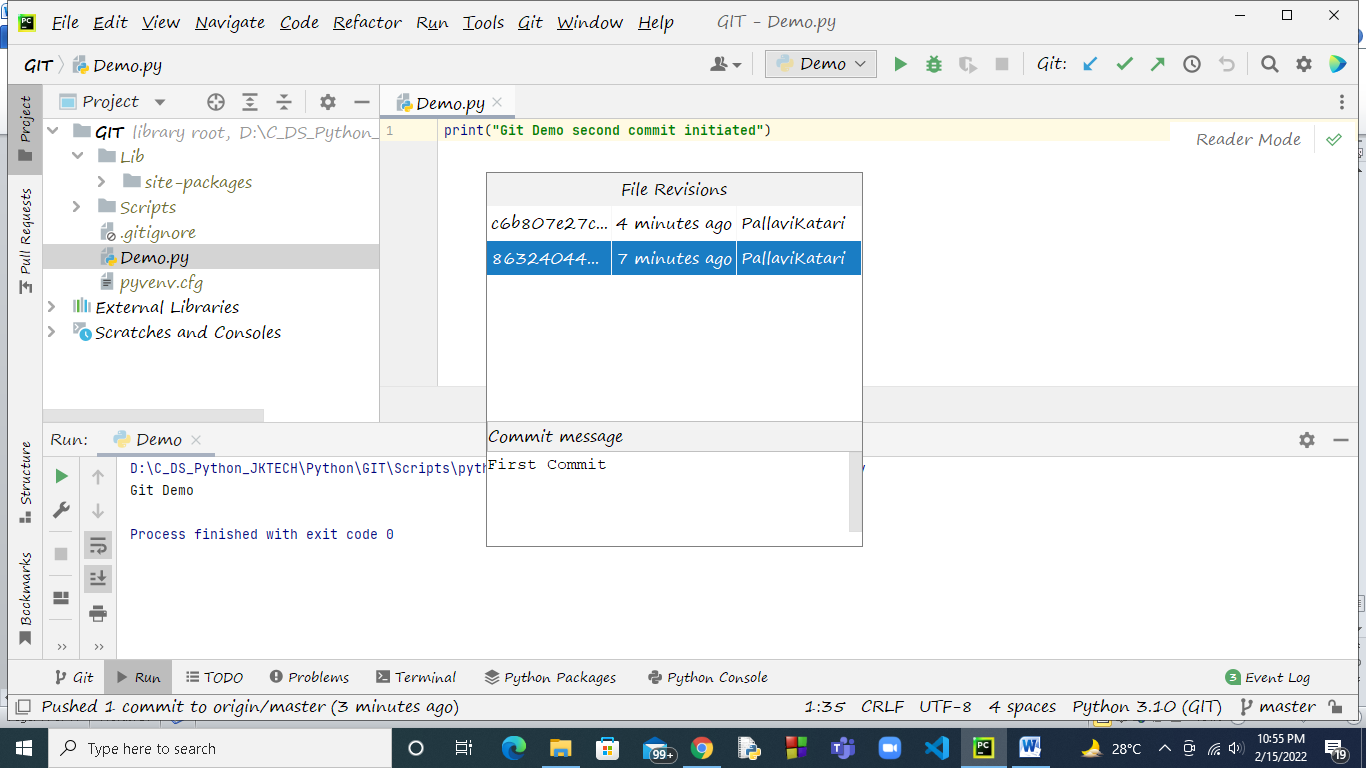 File Edit View Navigate Code Refactor Run Tools Git Window Help GIT - Demo.py
GIT Demo.py Demo Git:
Project Demo.py
Project
Pull Requests
Structure
Bookmarks
GIT library root, D:\C_DS_Python_
Lib
site-packages
Scripts
.gitignore
Demo.py
pyvenv.cfg
External Libraries
Scratches and Consoles
1 print("Git Demo second commit initiated")
Reader Mode
File Revisions
c6b807e27c... 4 minutes ago PallaviKatari
86324044... 7 minutes ago PallaviKatari
Commit message
First Commit
Run: Demo
D:\C_DS_Python_JKTECH\Python\GIT\Scripts\pyth
Git Demo
Process finished with exit code 0
Git Run TODO Problems Terminal Python Packages Python Console 3 Event Log
Pushed 1 commit to origin/master (3 minutes ago) 1:35 CRLF UTF-8 4 spaces Python 3.10 (GIT) master
Type here to search 99+ 28°C 10:55 PM
2/15/2022 19